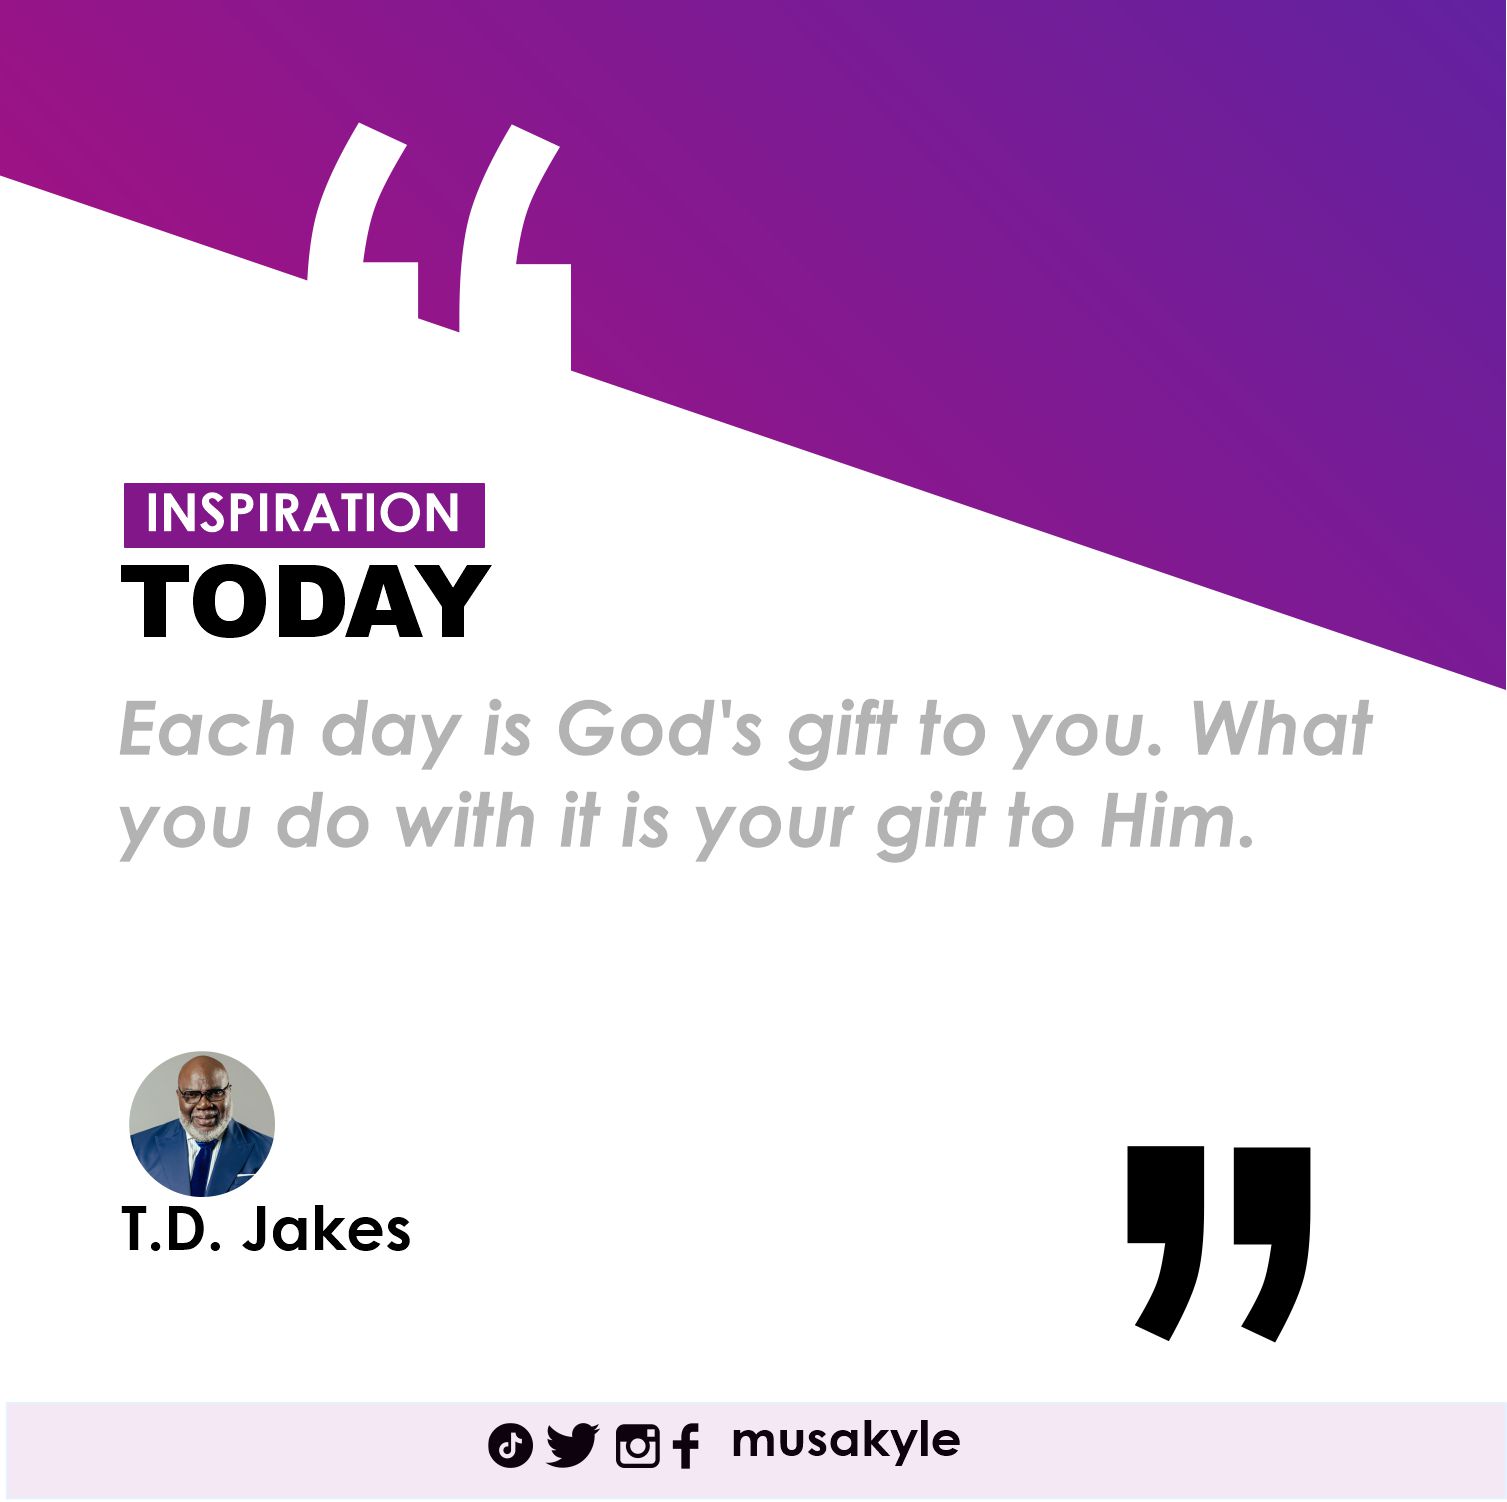 INSPIRATION
TODAY
Each day is God's gift to you. What
you do with it is your gift to Him.
T.D. Jakes
musakyle